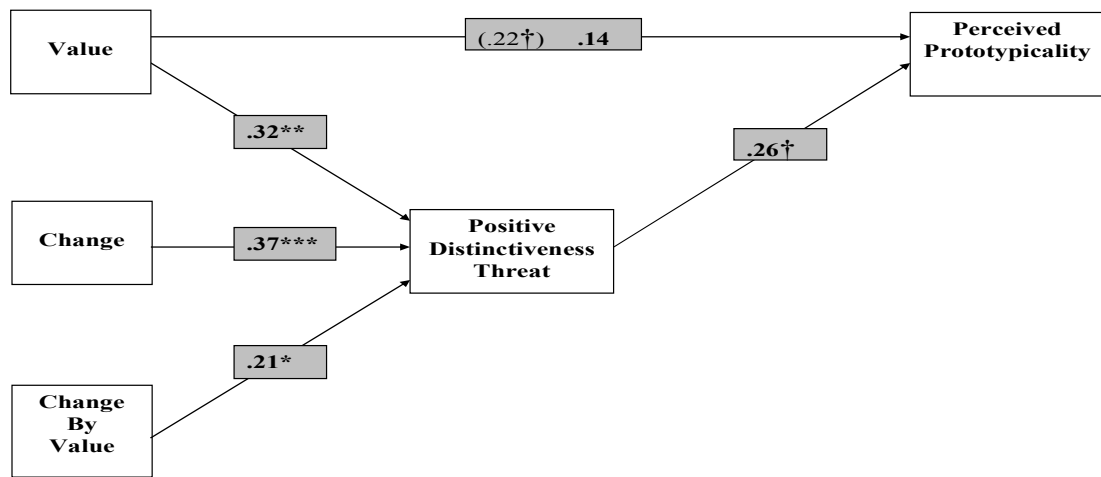 Value
(.22†) .14
Perceived
Prototypicality
.32**
.26†
Change
.37***
Positive
Distinctiveness
Threat
.21*
Change
By
Value